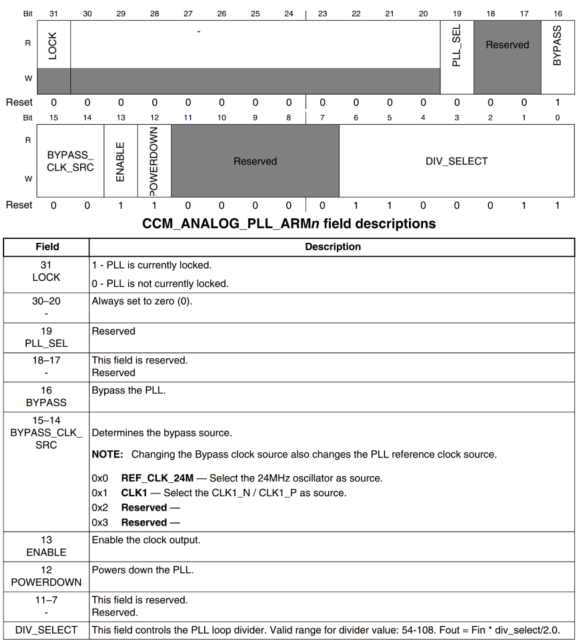 Bit 31 30 29 28 27 26 25 24 23 22 21 20 19 18 17 16
R LOCK - PLL_SEL Reserved BYPASS
W
Reset 0 0 0 0 0 0 0 0 0 0 0 0 0 0 0 1
Bit 15 14 13 12 11 10 9 8 7 6 5 4 3 2 1 0
R
BYPASS_
CLK_SRC ENABLE POWERDOWN Reserved DIV_SELECT
W
Reset 0 0 1 1 0 0 0 0 0 1 1 0 0 0 1 1
CCM_ANALOG_PLL_ARMn field descriptions
Field Description
31
LOCK
1 - PLL is currently locked.
0 - PLL is not currently locked.
30–20
-
Always set to zero (0).
19
PLL_SEL
Reserved
18–17
-
This field is reserved.
Reserved
16
BYPASS
Bypass the PLL.
15–14
BYPASS_CLK_
SRC
Determines the bypass source.
NOTE: Changing the Bypass clock source also changes the PLL reference clock source.
0x0 REF_CLK_24M — Select the 24MHz oscillator as source.
0x1 CLK1 — Select the CLK1_N / CLK1_P as source.
0x2 Reserved —
0x3 Reserved —
13
ENABLE
Enable the clock output.
12
POWERDOWN
Powers down the PLL.
11–7
-
This field is reserved.
Reserved.
DIV_SELECT This field controls the PLL loop divider. Valid range for divider value: 54-108. Fout = Fin * div_select/2.0.